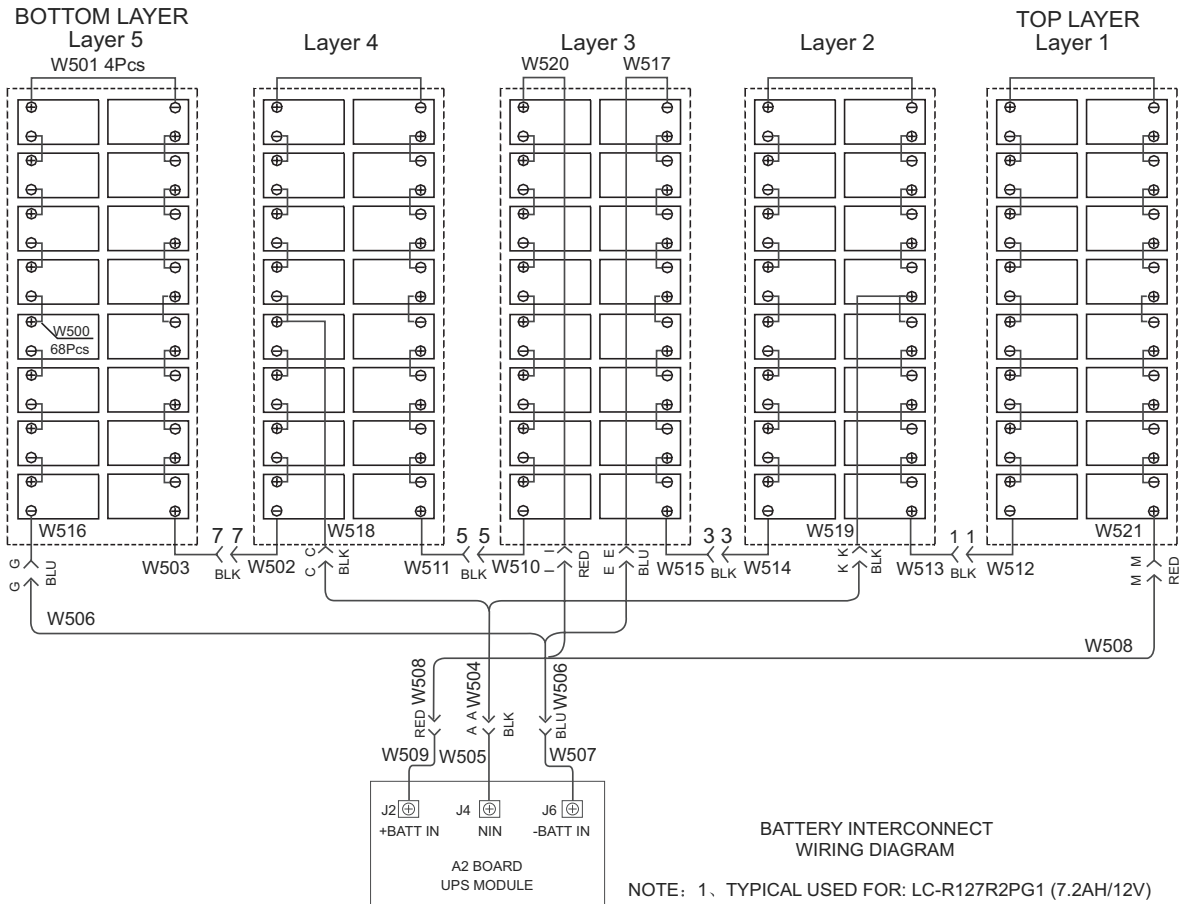 BOTTOM LAYER
Layer 5
Layer 4
Layer 3
Layer 2
TOP LAYER
Layer 1
W501 4Pcs
W520
W517
W500
68Pcs
W516
W518
W519
W521
G G
BLU
W503
7 7
BLK
W502
C C
BLK
W511
5 5
BLK
W510
I I
RED
E E
BLU
W515
3 3
BLK
W514
K K
BLK
W513
1 1
BLK
W512
M M
RED
W506
W508
RED
W508
A A
W504
BLK
BLU
W506
W509
W505
W507
J2
+BATT IN
J4
NIN
J6
-BATT IN
A2 BOARD
UPS MODULE
BATTERY INTERCONNECT
WIRING DIAGRAM
NOTE: 1、TYPICAL USED FOR: LC-R127R2PG1 (7.2AH/12V)